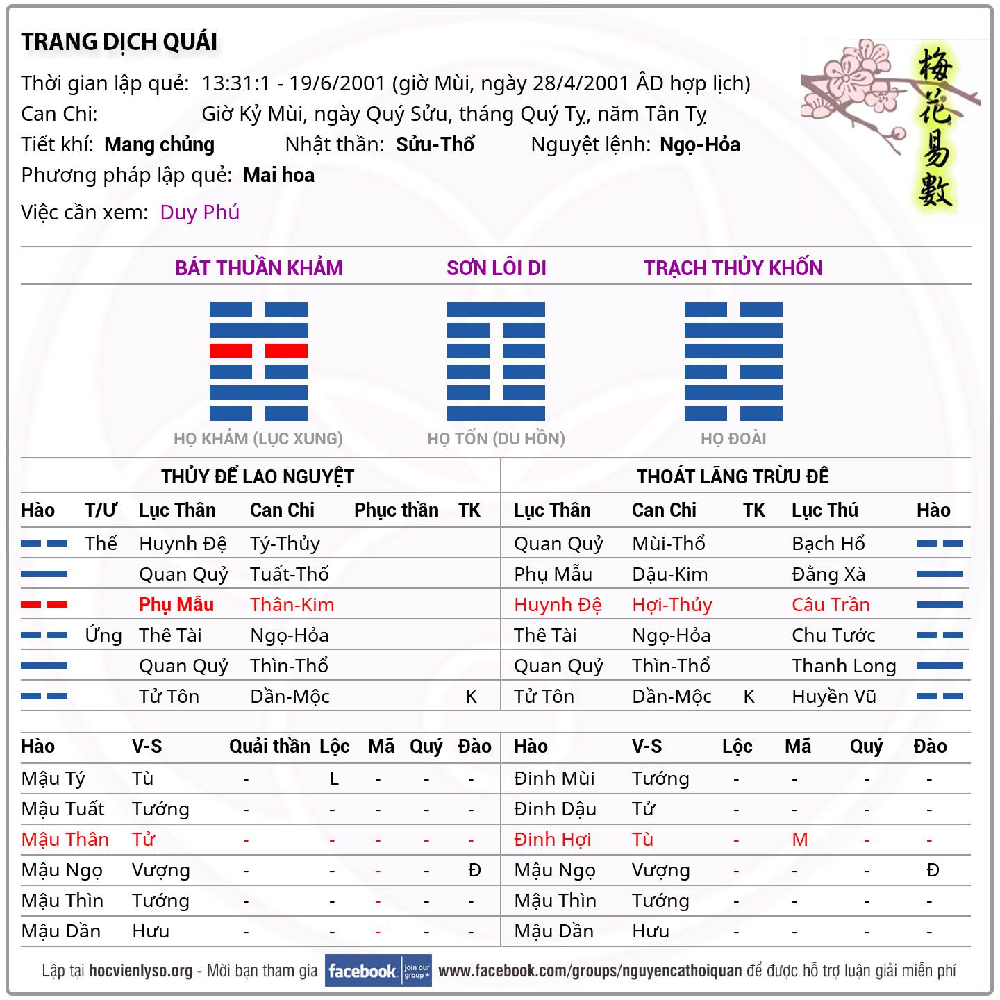 TRANG DỊCH QUÁI
Thời gian lập quẻ: 13:31:1 - 19/6/2001 (giờ Mùi, ngày 28/4/2001 ÂD hợp lịch)
Can Chi: Giờ Kỷ Mùi, ngày Quý Sửu, tháng Quý Tỵ, năm Tân Tỵ
Tiết khí: Mang chủng Nhật thần: Sửu-Thổ Nguyệt lệnh: Ngọ-Hỏa
Phương pháp lập quẻ: Mai hoa
Việc cần xem: Duy Phú
梅花易數
BÁT THUẦN KHẢM SƠN LÔI DI TRẠCH THỦY KHỐN
HỌ KHẢM (LỤC XUNG) HỌ TỐN (DU HỒN) HỌ ĐOÀI
THỦY ĐỂ LAO NGUYỆT THOÁT LÃNG TRỪU ĐÊ
Hào T/Ư Lục Thân Can Chi Phục thần TK Lục Thân Can Chi TK Lục Thú Hào
Thế Huynh Đệ Tý-Thủy Quan Quỷ Mùi-Thổ Bạch Hổ
Quan Quỷ Tuất-Thổ Phụ Mẫu Dậu-Kim Đằng Xà
Phụ Mẫu Thân-Kim Huynh Đệ Hợi-Thủy Câu Trần
Ứng Thê Tài Ngọ-Hỏa Thê Tài Ngọ-Hỏa Chu Tước
Quan Quỷ Thìn-Thổ Quan Quỷ Thìn-Thổ Thanh Long
Tử Tôn Dần-Mộc K Tử Tôn Dần-Mộc K Huyền Vũ
Hào V-S Quải thần Lộc Mã Quý Đào Hào V-S Lộc Mã Quý Đào
Mậu Tý Tù - L - - - Đinh Mùi Tướng - - - -
Mậu Tuất Tướng - - - - - Đinh Dậu Tử - - - -
Mậu Thân Tử - - - - - Đinh Hợi Tù - M - -
Mậu Ngọ Vượng - - - - Đ Mậu Ngọ Vượng - - - Đ
Mậu Thìn Tướng - - - - - Mậu Thìn Tướng - - - -
Mậu Dần Hưu - - - - - Mậu Dần Hưu - - - -
Lập tại hocvienlyso.org - Mời bạn tham gia facebook join our group + www.facebook.com/groups/nguyencathoiquan để được hỗ trợ luận giải miễn phí